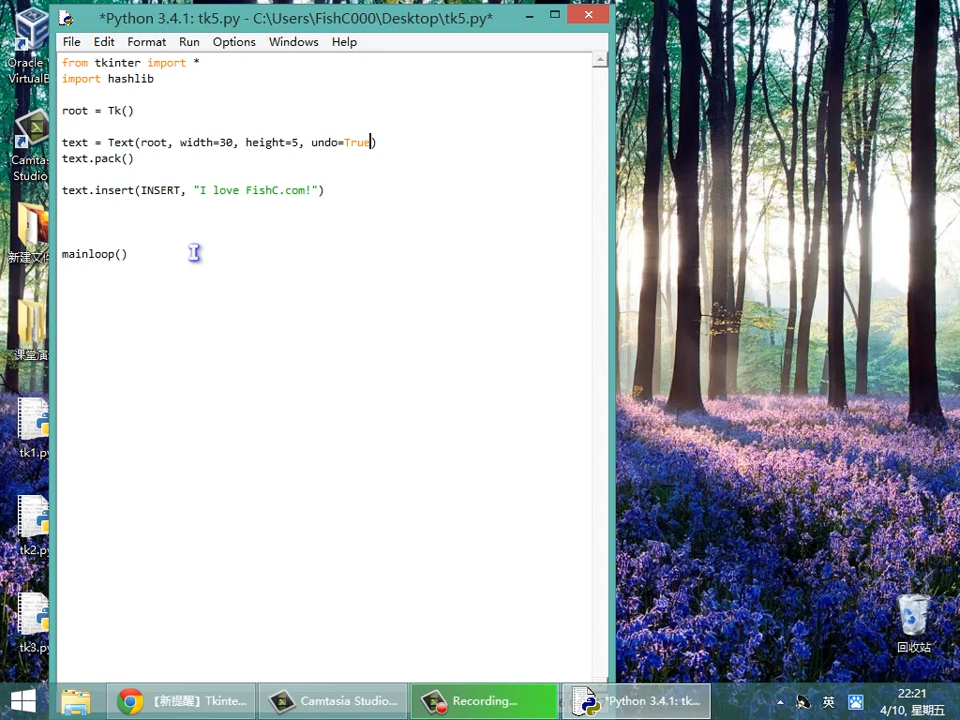 *Python 3.4.1: tk5.py - C:\Users\FishC000\Desktop\tk5.py*
File Edit Format Run Options Windows Help
from tkinter import *
import hashlib
root = Tk()
text = Text(root, width=30, height=5, undo=True)
text.pack()
text.insert(INSERT, "I love FishC.com!")
mainloop()
Oracle
VirtualB
Camtas
Studio
新建文件
课堂演
tk1.py
tk2.py
tk3.py
回收站
【新提醒】Tkinte...
Camtasia Studio...
Recording...
*Python 3.4.1: tk...
英
22:21
4/10, 星期五